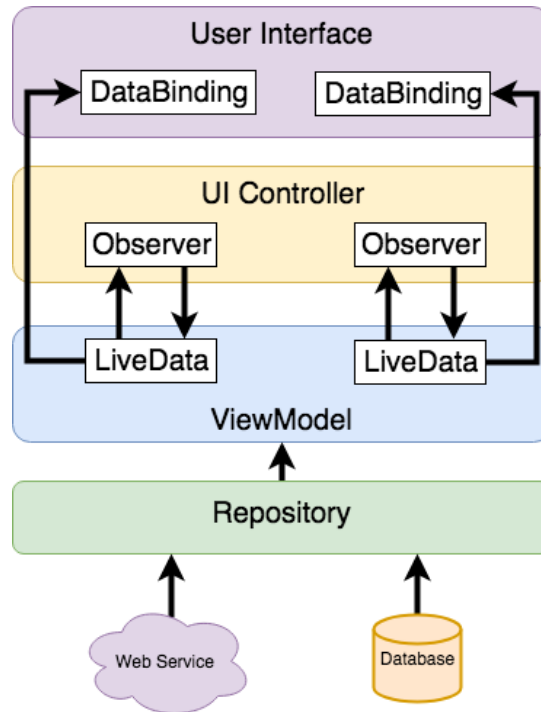 User Interface
DataBinding
DataBinding
UI Controller
Observer
Observer
LiveData
LiveData
ViewModel
Repository
Web Service
Database